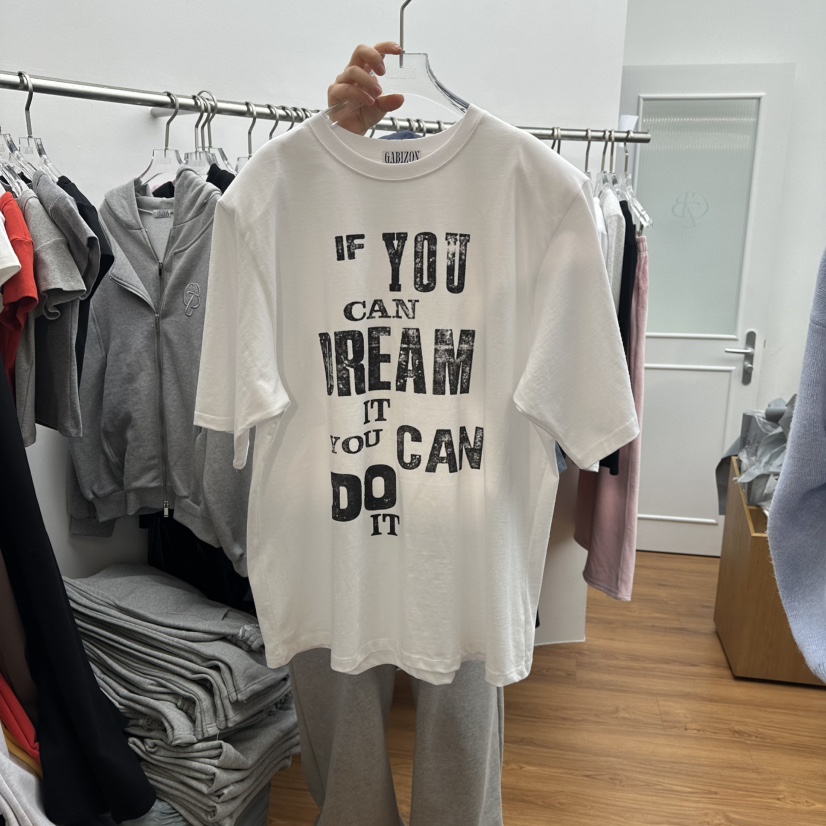 GABIZON
IF YOU
CAN
DREAM
IT
YOU CAN
DO
IT